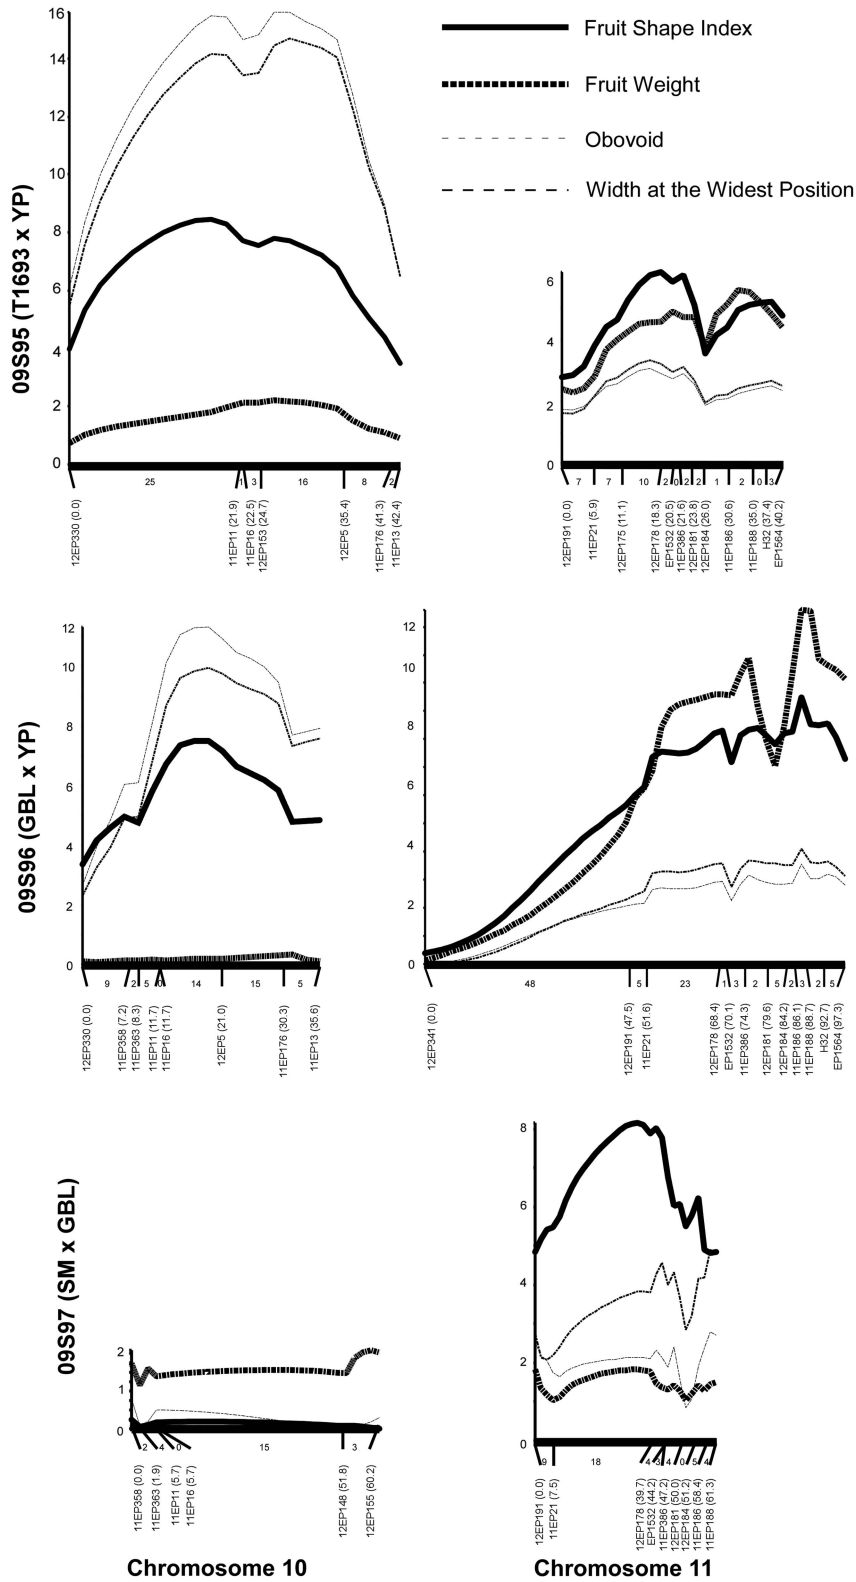 Fruit Shape Index
Fruit Weight
Obovoid
Width at the Widest Position
09S95 (T1693 x YP)
16
14
12
10
8
6
4
2
0
25
1
3
16
8
2
12EP330 (0.0)
11EP11 (21.9)
11EP16 (22.5)
12EP153 (24.7)
12EP5 (35.4)
11EP176 (41.3)
11EP13 (42.4)
6
4
2
0
7
7
10
2
0
2
2
1
2
0
3
12EP191 (0.0)
11EP21 (5.9)
12EP175 (11.1)
12EP178 (18.3)
EP1532 (20.5)
11EP386 (21.6)
12EP181 (23.8)
12EP184 (26.0)
11EP186 (30.6)
11EP188 (35.0)
H32 (37.4)
EP1564 (40.2)
09S96 (GBL x YP)
12
10
8
6
4
2
0
9
2
5
0
14
15
5
12EP330 (0.0)
11EP358 (7.2)
11EP363 (8.3)
11EP11 (11.7)
11EP16 (11.7)
12EP5 (21.0)
11EP176 (30.3)
11EP13 (35.6)
12
10
8
6
4
2
0
48
5
23
1
3
2
5
2
3
2
5
12EP341 (0.0)
12EP191 (47.5)
11EP21 (51.6)
12EP178 (68.4)
EP1532 (70.1)
11EP386 (74.3)
12EP181 (79.6)
12EP184 (84.2)
11EP186 (86.1)
11EP188 (88.7)
H32 (92.7)
EP1564 (97.3)
09S97 (SM x GBL)
2
1
0
2
4
0
15
3
11EP358 (0.0)
11EP363 (1.9)
11EP11 (5.7)
11EP16 (5.7)
12EP148 (51.8)
12EP155 (60.2)
8
6
4
2
0
9
18
4
3
4
0
5
4
12EP191 (0.0)
11EP21 (7.5)
12EP178 (39.7)
EP1532 (44.2)
11EP386 (47.2)
12EP181 (50.0)
12EP184 (51.2)
11EP186 (58.4)
11EP188 (61.3)
Chromosome 10
Chromosome 11